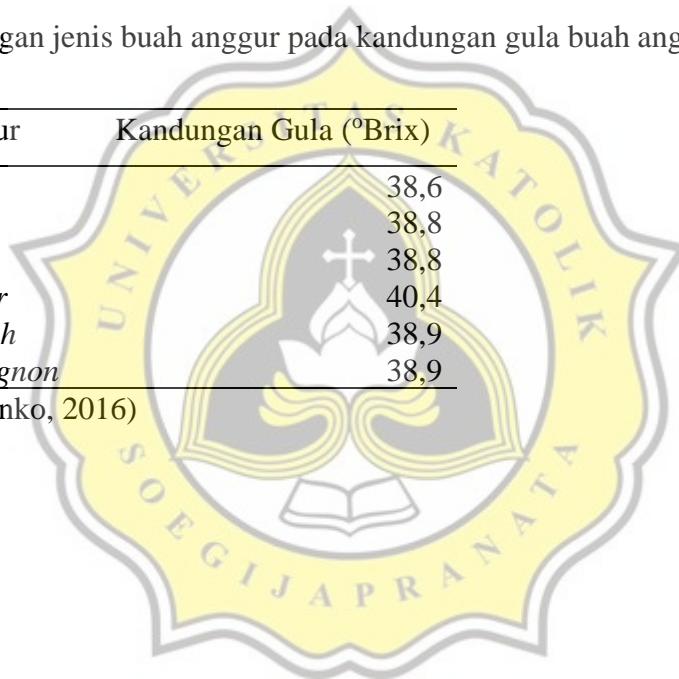 gan jenis buah anggur pada kandungan gula buah ang
ur Kandungan Gula (ºBrix)
38,6
38,8
38,8
r 40,4
h 38,9
gnon 38,9
nko, 2016)
UNIVERSITAS KATOLIK
SOEGIJAPRANATA